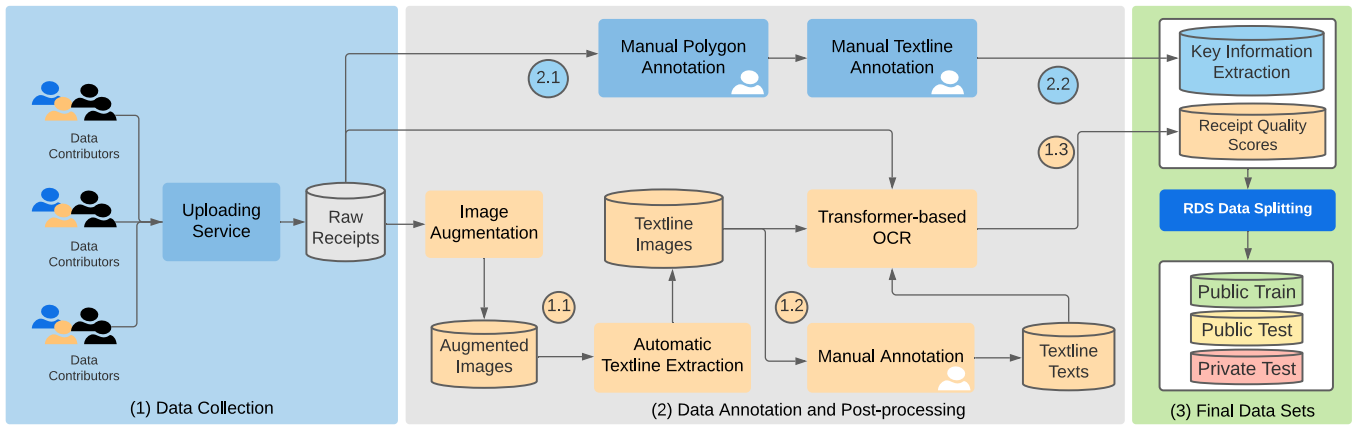 Data
Contributors
Data
Contributors
Data
Contributors
Uploading
Service
Raw
Receipts
(1) Data Collection
Manual Polygon
Annotation
2.1
Manual Textline
Annotation
2.2
Image
Augmentation
Augmented
Images
1.1
Automatic
Textline Extraction
Textline
Images
1.2
Manual Annotation
Textline
Texts
Transformer-based
OCR
1.3
(2) Data Annotation and Post-processing
Key Information
Extraction
Receipt Quality
Scores
RDS Data Splitting
Public Train
Public Test
Private Test
(3) Final Data Sets